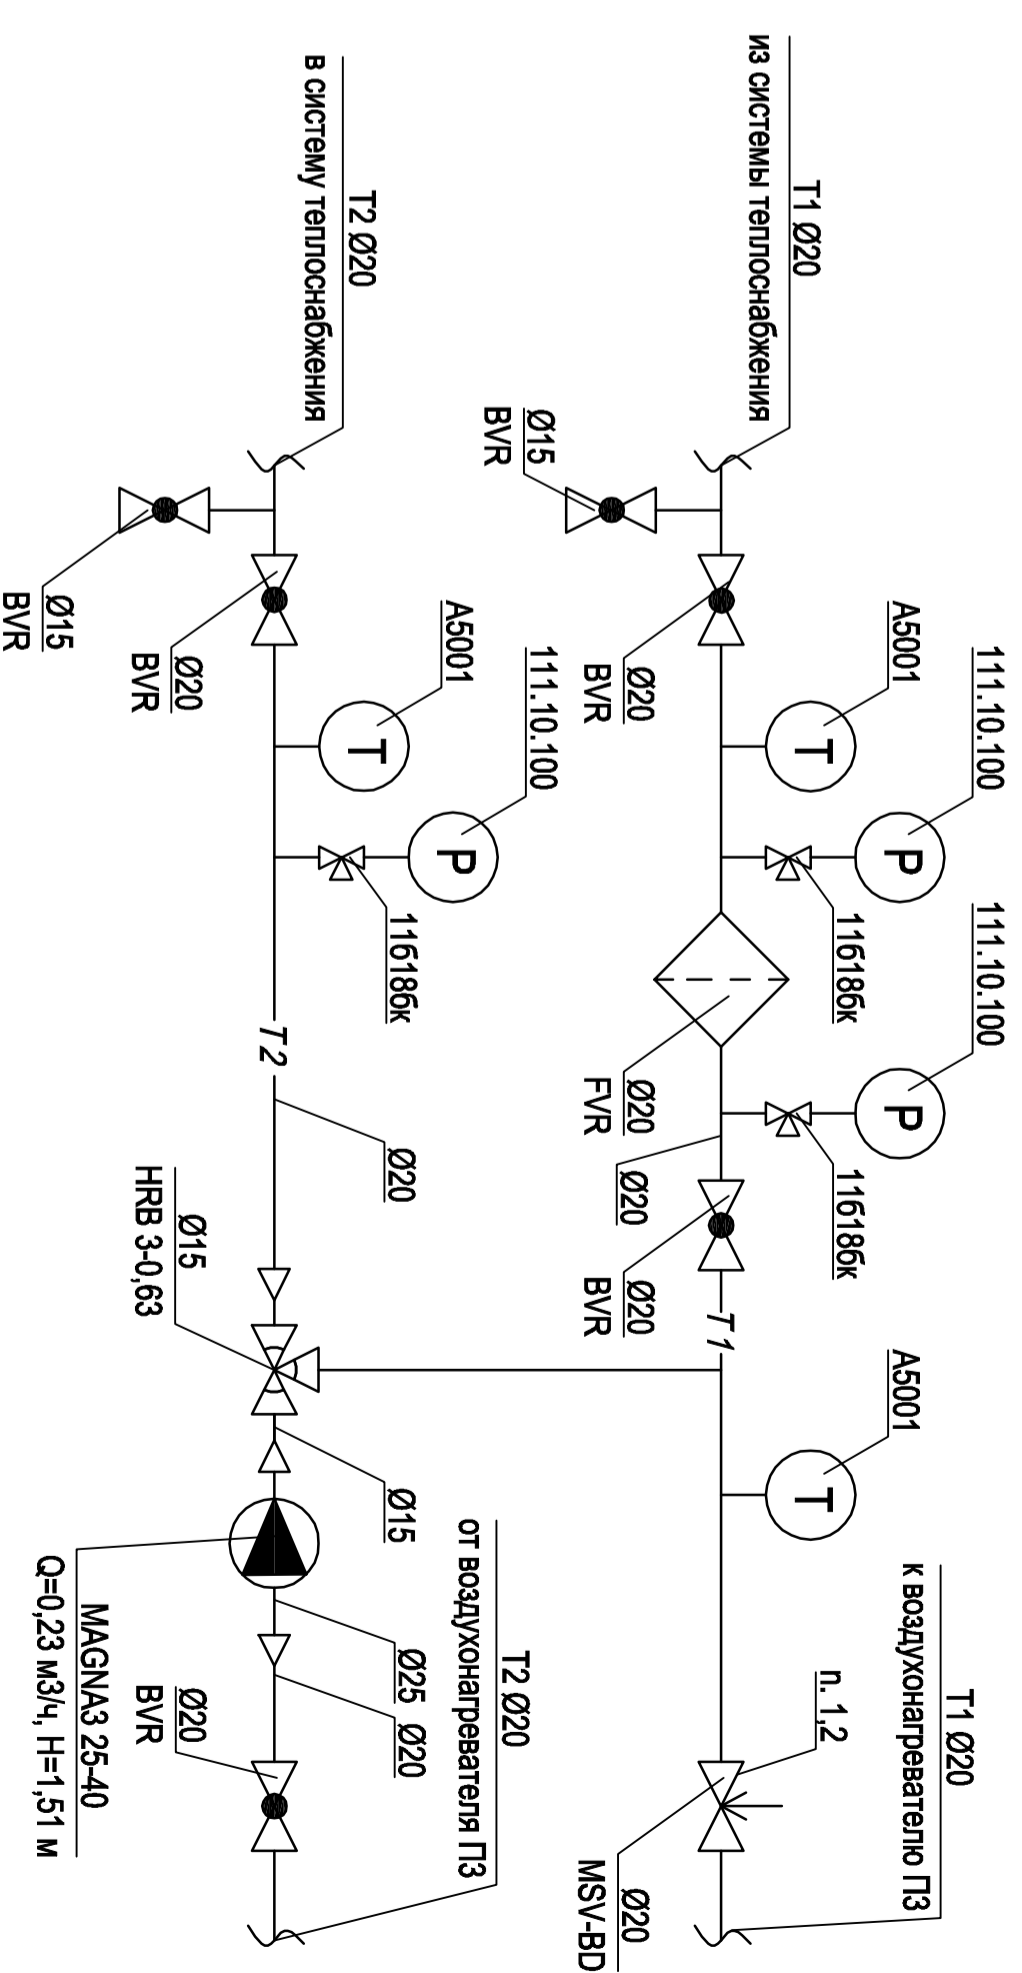 T1 Ø20
из системы теплоснабжения
Ø15
BVR
Ø20
BVR
A5001
T
111.10.100
P
11б18бк
Ø20
FVR
111.10.100
P
11б18бк
Ø20
Ø20
BVR
T1
A5001
T
п. 1,2
Ø20
MSV-BD
T1 Ø20
к воздухонагревателю П3
T2 Ø20
в систему теплоснабжения
Ø15
BVR
Ø20
BVR
A5001
T
111.10.100
P
11б18бк
T2
Ø20
Ø15
HRB 3-0,63
Ø15
MAGNA3 25-40
Q=0,23 м3/ч, H=1,51 м
Ø25
Ø20
Ø20
BVR
T2 Ø20
от воздухонагревателя П3